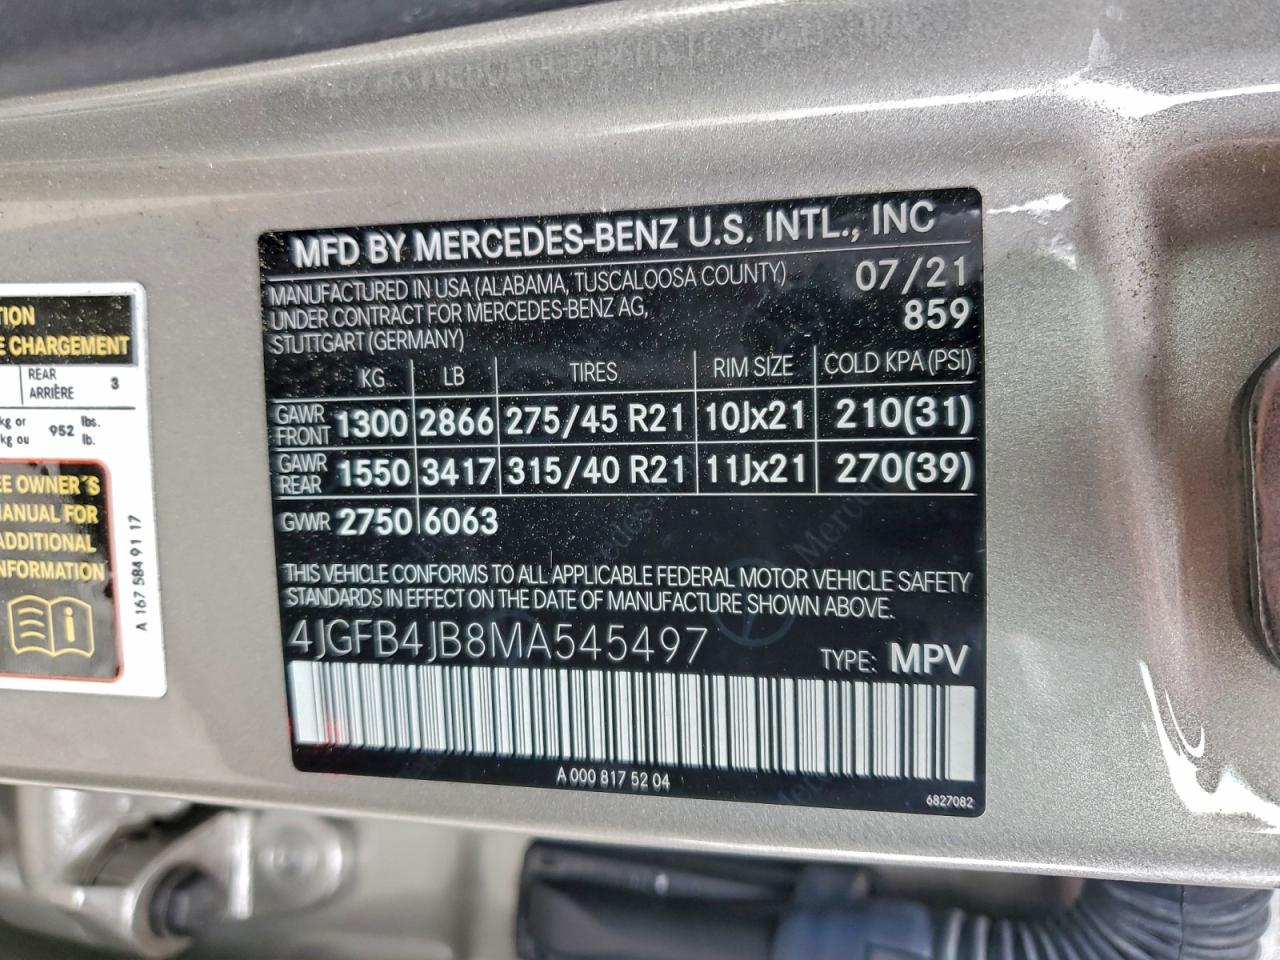 TION
E CHARGEMENT
REAR
ARRIÈRE 3
kg or
kg ou 952 lbs.
lb.
EE OWNER'S
MANUAL FOR
ADDITIONAL
NFORMATION
A 167 584 91 17
MFD BY MERCEDES-BENZ U.S. INTL., INC
MANUFACTURED IN USA (ALABAMA, TUSCALOOSA COUNTY) 07/21
UNDER CONTRACT FOR MERCEDES-BENZ AG, 859
STUTTGART (GERMANY)
KG LB TIRES RIM SIZE COLD KPA (PSI)
GAWR FRONT 1300 2866 275/45 R21 10Jx21 210(31)
GAWR REAR 1550 3417 315/40 R21 11Jx21 270(39)
GVWR 2750 6063
THIS VEHICLE CONFORMS TO ALL APPLICABLE FEDERAL MOTOR VEHICLE SAFETY
STANDARDS IN EFFECT ON THE DATE OF MANUFACTURE SHOWN ABOVE.
4JGFB4JB8MA545497 TYPE: MPV
A 000 817 52 04
6827082